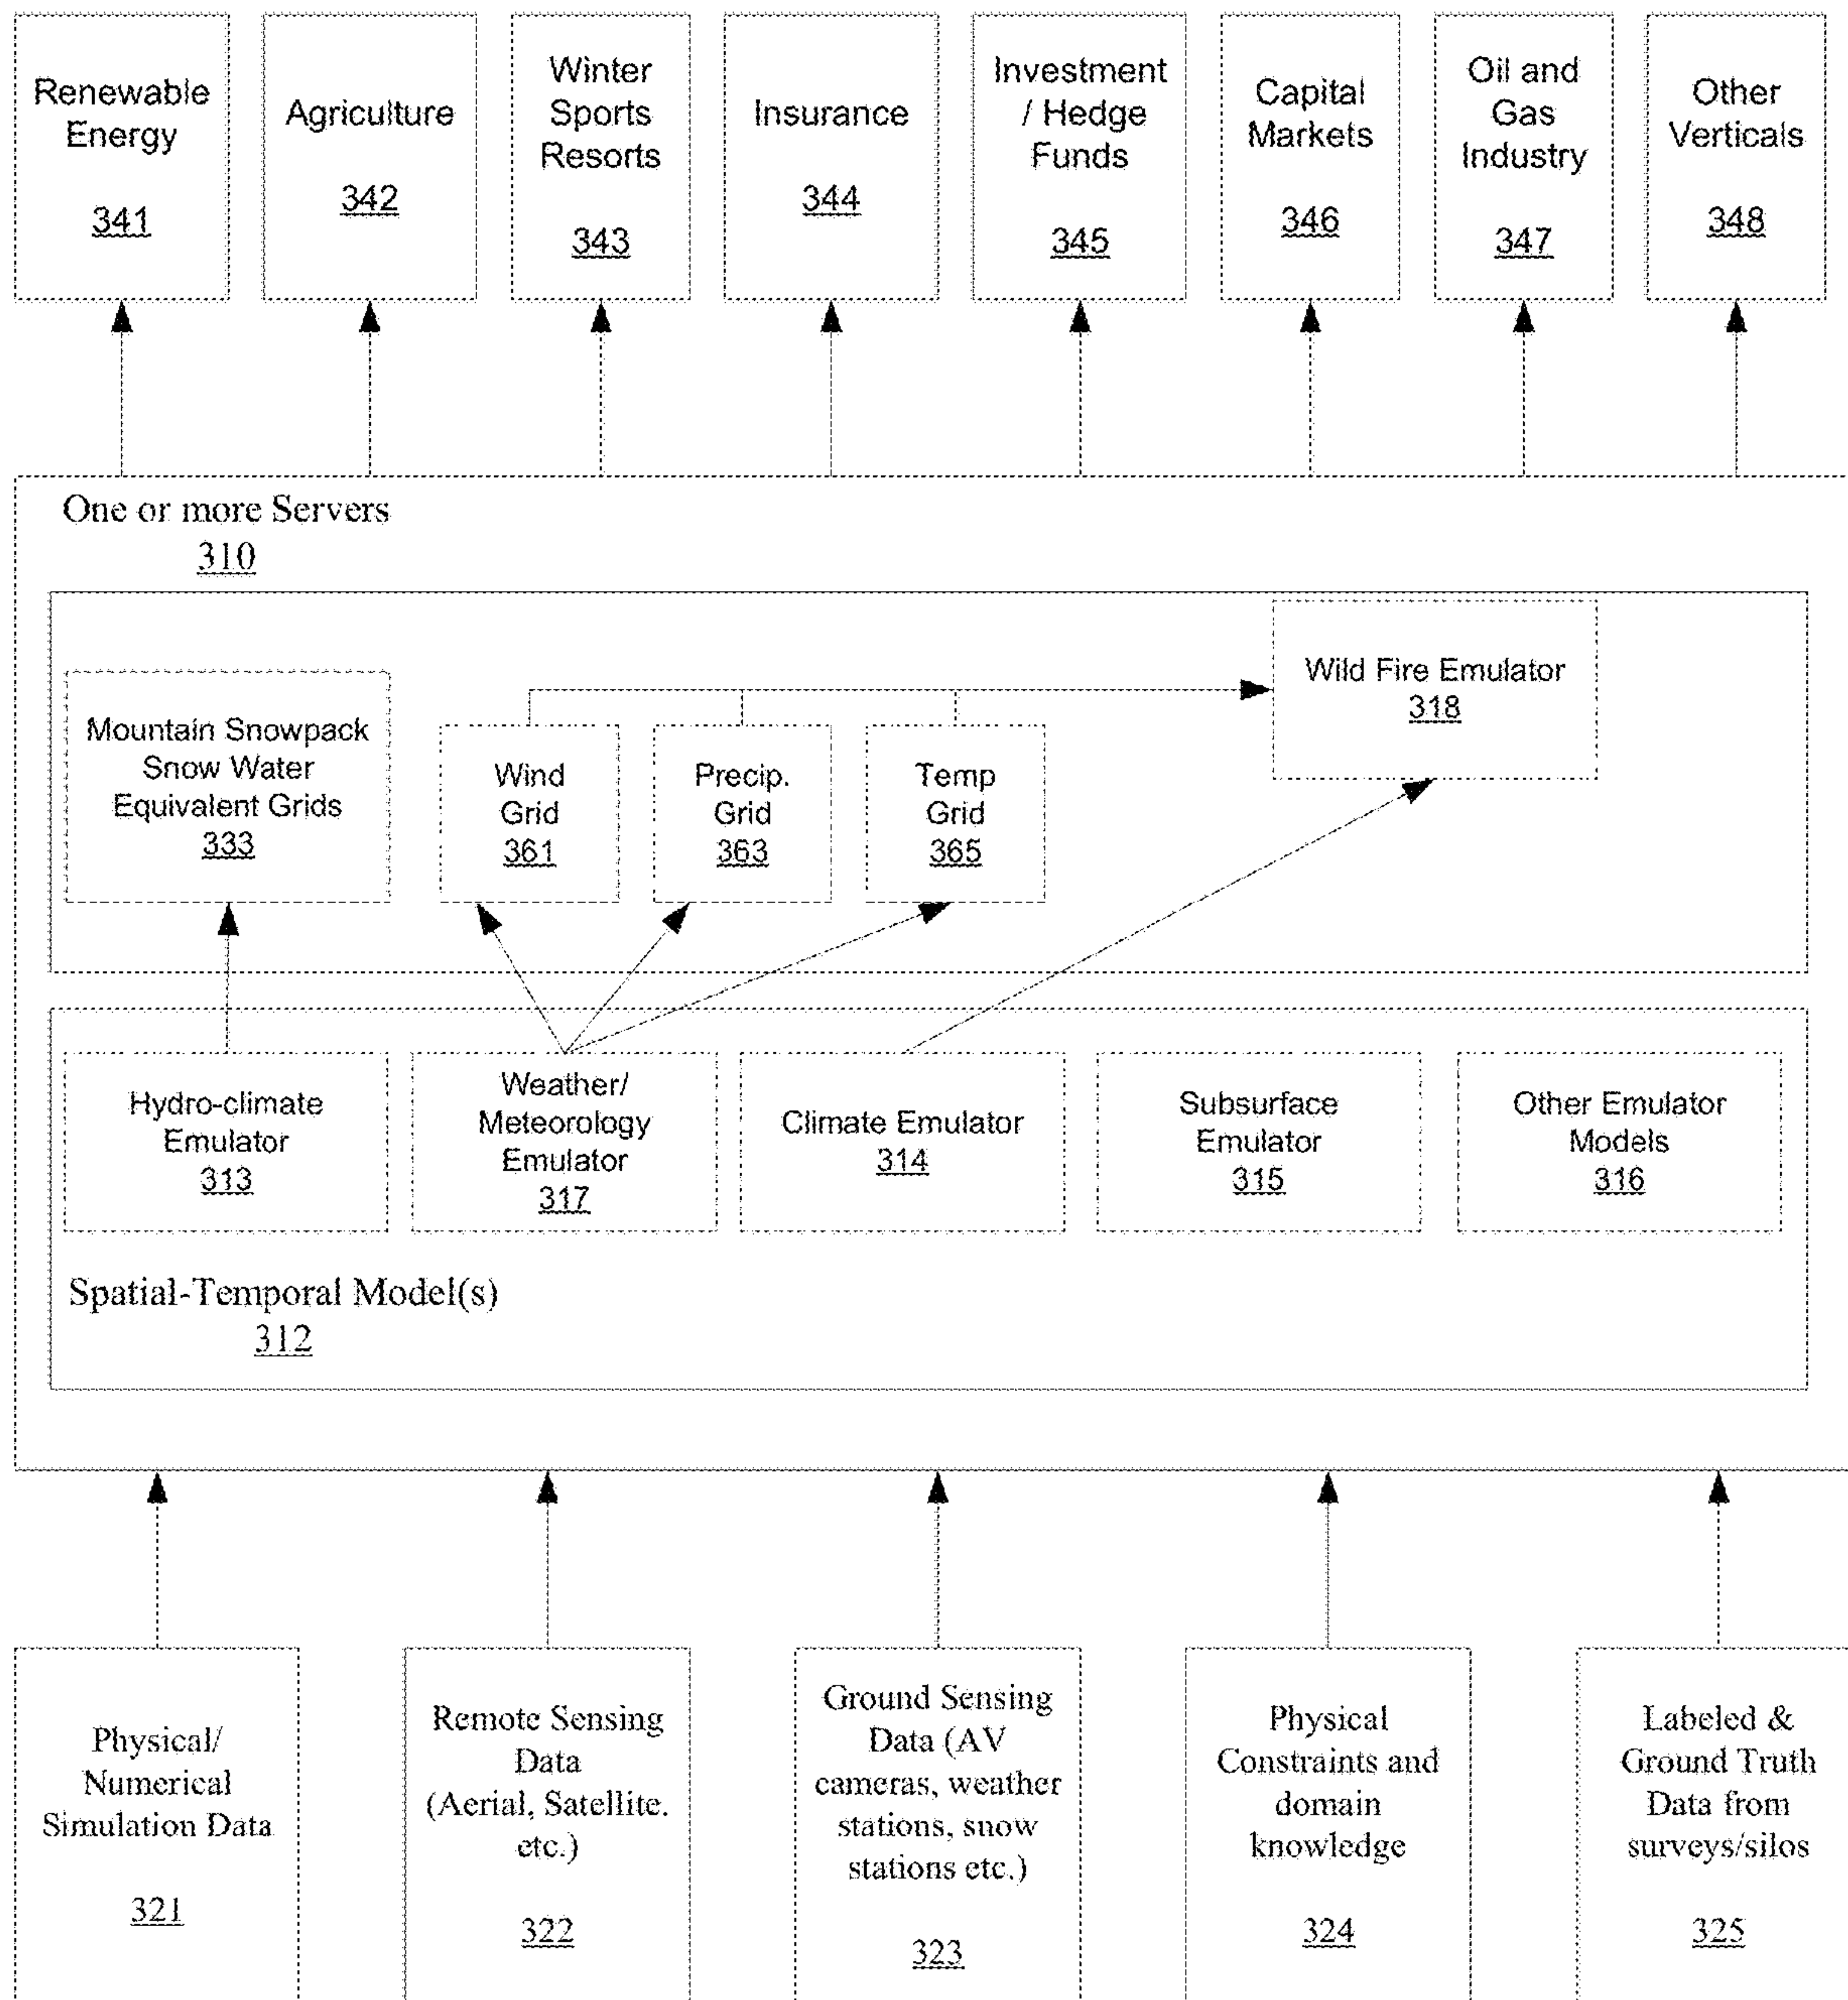 Renewable
Energy
341
Agriculture
342
Winter
Sports
Resorts
343
Insurance
344
Investment
/ Hedge
Funds
345
Capital
Markets
346
Oil and
Gas
Industry
347
Other
Verticals
348
One or more Servers
310
Mountain Snowpack
Snow Water
Equivalent Grids
333
Wind
Grid
361
Precip.
Grid
363
Temp
Grid
365
Wild Fire Emulator
318
Hydro-climate
Emulator
313
Weather/
Meteorology
Emulator
317
Climate Emulator
314
Subsurface
Emulator
315
Other Emulator
Models
316
Spatial-Temporal Model(s)
312
Physical/
Numerical
Simulation Data
321
Remote Sensing
Data
(Aerial, Satellite.
etc.)
322
Ground Sensing
Data (AV
cameras, weather
stations, snow
stations etc.)
323
Physical
Constraints and
domain
knowledge
324
Labeled &
Ground Truth
Data from
surveys/silos
325